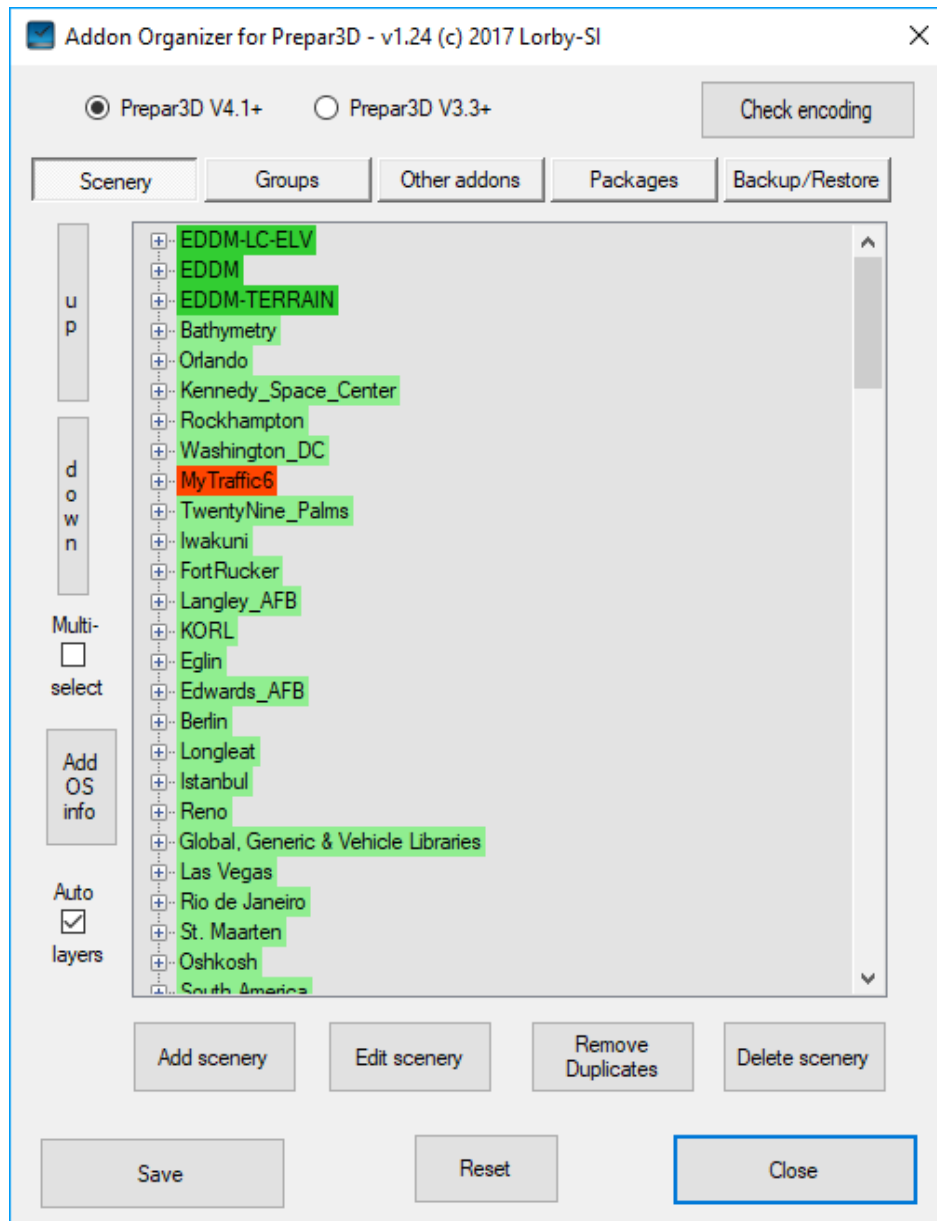 Addon Organizer for Prepar3D - v1.24 (c) 2017 Lorby-SI
Prepar3D V4.1+
Prepar3D V3.3+
Check encoding
Scenery
Groups
Other addons
Packages
Backup/Restore
up
down
Multi-
select
Add
OS
info
Auto
layers
EDDM-LC-ELV
EDDM
EDDM-TERRAIN
Bathymetry
Orlando
Kennedy_Space_Center
Rockhampton
Washington_DC
MyTraffic6
TwentyNine_Palms
Iwakuni
FortRucker
Langley_AFB
KORL
Eglin
Edwards_AFB
Berlin
Longleat
Istanbul
Reno
Global, Generic & Vehicle Libraries
Las Vegas
Rio de Janeiro
St. Maarten
Oshkosh
South America
Add scenery
Edit scenery
Remove
Duplicates
Delete scenery
Save
Reset
Close